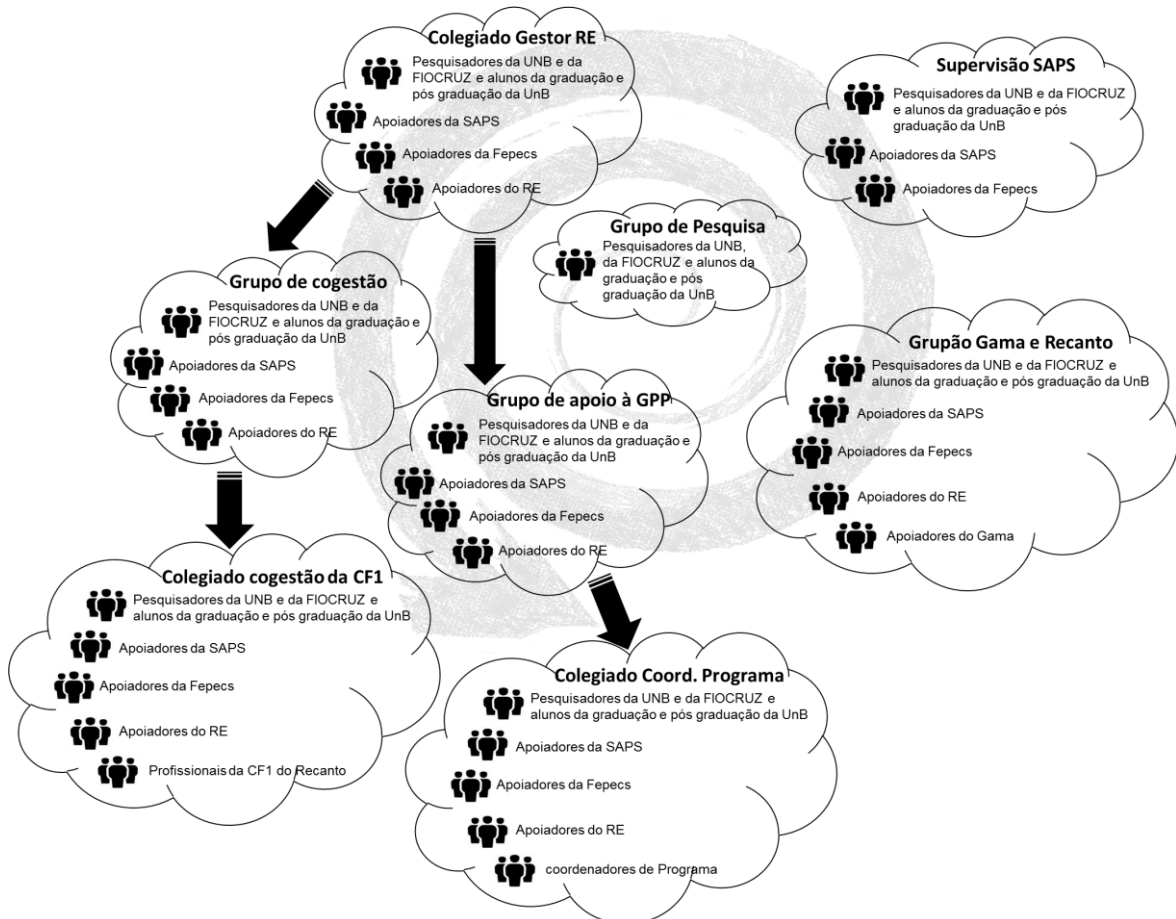 Colegiado Gestor RE
Pesquisadores da UNB e da
FIOCRUZ e alunos da graduação e
pós graduação da UnB
Apoiadores da SAPS
Apoiadores da Fepecs
Apoiadores do RE
Supervisão SAPS
Pesquisadores da UNB e da FIOCRUZ
e alunos da graduação e pós
graduação da UnB
Apoiadores da SAPS
Apoiadores da Fepecs
Grupo de Pesquisa
Pesquisadores da UNB,
da FIOCRUZ e alunos da
graduação e pós
graduação da UnB
Grupo de cogestão
Pesquisadores da UNB e da
FIOCRUZ e alunos da graduação e
pós graduação da UnB
Apoiadores da SAPS
Apoiadores da Fepecs
Apoiadores do RE
Grupão Gama e Recanto
Pesquisadores da UNB e da FIOCRUZ e
alunos da graduação e pós graduação da UnB
Apoiadores da SAPS
Apoiadores da Fepecs
Apoiadores do RE
Apoiadores do Gama
Grupo de apoio à GPP
Pesquisadores da UNB e da
FIOCRUZ e alunos da graduação e
pós graduação da UnB
Apoiadores da SAPS
Apoiadores da Fepecs
Apoiadores do RE
Colegiado cogestão da CF1
Pesquisadores da UNB e da FIOCRUZ e
alunos da graduação e pós graduação da UnB
Apoiadores da SAPS
Apoiadores da Fepecs
Apoiadores do RE
Profissionais da CF1 do Recanto
Colegiado Coord. Programa
Pesquisadores da UNB e da FIOCRUZ e
alunos da graduação e pós graduação da UnB
Apoiadores da SAPS
Apoiadores da Fepecs
Apoiadores do RE
coordenadores de Programa